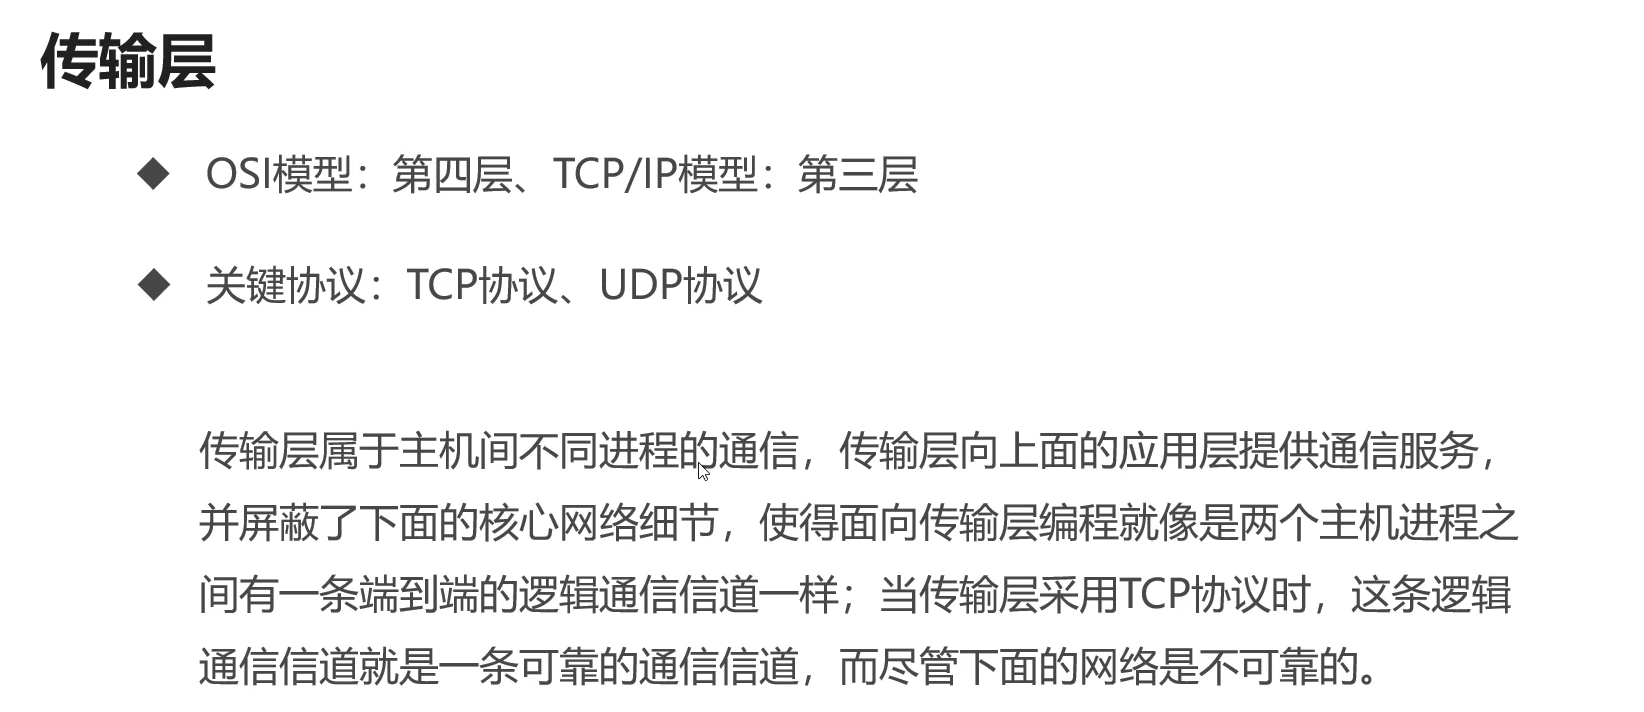 传输层
◆ OSI模型：第四层、TCP/IP模型：第三层
◆ 关键协议：TCP协议、UDP协议
传输层属于主机间不同进程的通信，传输层向上面的应用层提供通信服务，
并屏蔽了下面的核心网络细节，使得面向传输层编程就像是两个主机进程之
间有一条端到端的逻辑通信信道一样；当传输层采用TCP协议时，这条逻辑
通信信道就是一条可靠的通信信道，而尽管下面的网络是不可靠的。